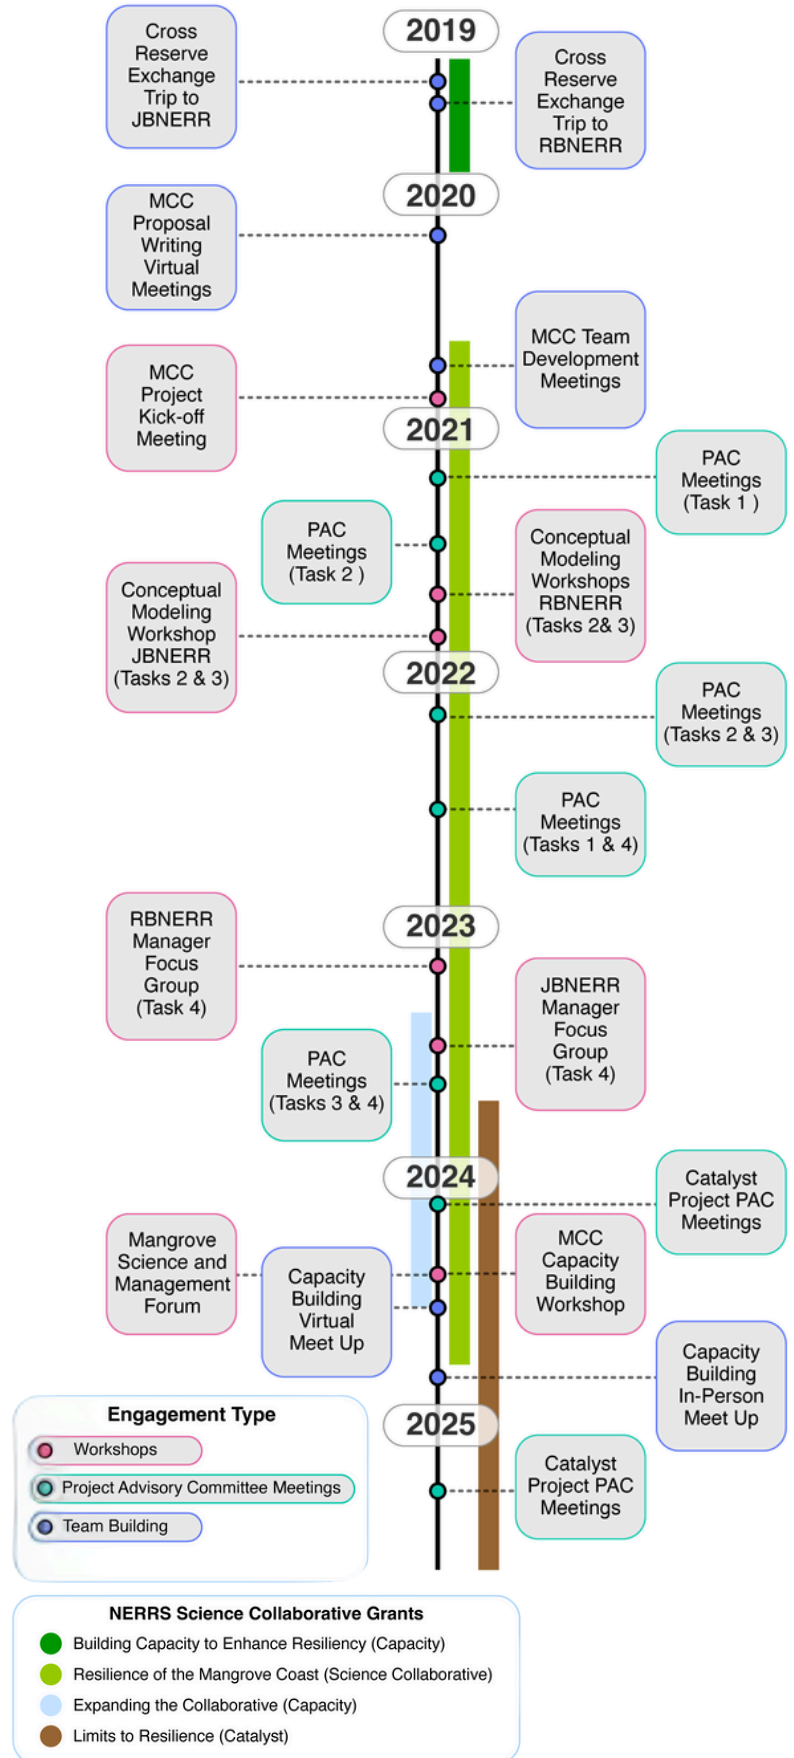 2019
Cross
Reserve
Exchange
Trip to
JBNERR
Cross
Reserve
Exchange
Trip to
RBNERR
2020
MCC
Proposal
Writing
Virtual
Meetings
MCC Team
Development
Meetings
MCC
Project
Kick-off
Meeting
2021
PAC
Meetings
(Task 1 )
PAC
Meetings
(Task 2 )
Conceptual
Modeling
Workshops
RBNERR
(Tasks 2& 3)
Conceptual
Modeling
Workshop
JBNERR
(Tasks 2 & 3)
2022
PAC
Meetings
(Tasks 2 & 3)
PAC
Meetings
(Tasks 1 & 4)
2023
RBNERR
Manager
Focus
Group
(Task 4)
JBNERR
Manager
Focus
Group
(Task 4)
PAC
Meetings
(Tasks 3 & 4)
2024
Catalyst
Project PAC
Meetings
Mangrove
Science and
Management
Forum
MCC
Capacity
Building
Workshop
Capacity
Building
Virtual
Meet Up
Capacity
Building
In-Person
Meet Up
2025
Catalyst
Project PAC
Meetings
Engagement Type
Workshops
Project Advisory Committee Meetings
Team Building
NERRS Science Collaborative Grants
Building Capacity to Enhance Resiliency (Capacity)
Resilience of the Mangrove Coast (Science Collaborative)
Expanding the Collaborative (Capacity)
Limits to Resilience (Catalyst)